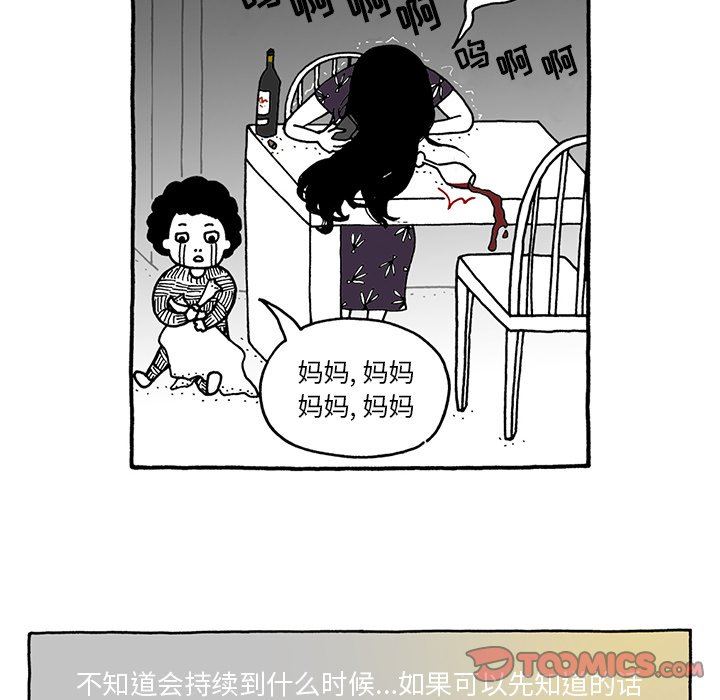 呜 啊 啊 啊
呜 啊 啊
妈妈, 妈妈
妈妈, 妈妈
不知道会持续到什么时候...如果可以先知道的话
TOOMICS.COM